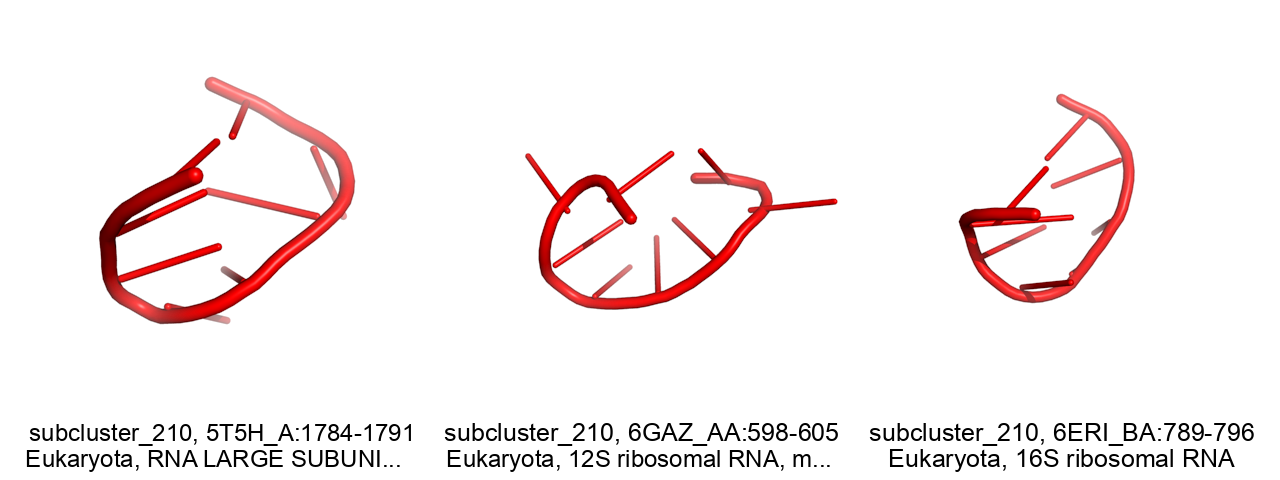 subcluster_210, 5T5H_A:1784-1791
Eukaryota, RNA LARGE SUBUNI...
subcluster_210, 6GAZ_AA:598-605
Eukaryota, 12S ribosomal RNA, m...
subcluster_210, 6ERI_BA:789-796
Eukaryota, 16S ribosomal RNA